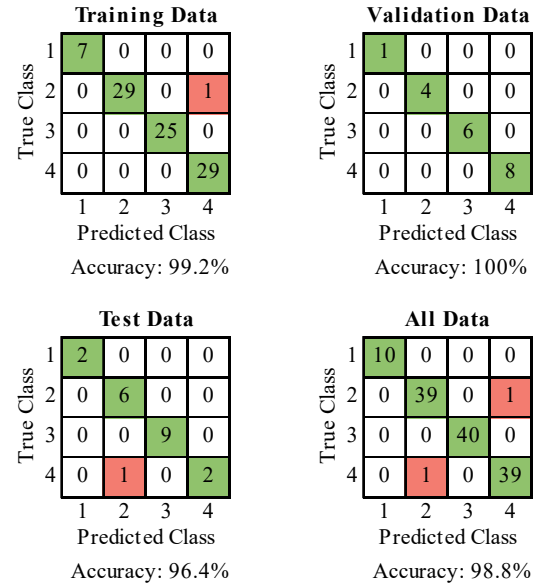 Training Data
True Class
1 7 0 0 0
2 0 29 0 1
3 0 0 25 0
4 0 0 0 29
1 2 3 4
Predicted Class
Accuracy: 99.2%
Validation Data
True Class
1 1 0 0 0
2 0 4 0 0
3 0 0 6 0
4 0 0 0 8
1 2 3 4
Predicted Class
Accuracy: 100%
Test Data
True Class
1 2 0 0 0
2 0 6 0 0
3 0 0 9 0
4 0 1 0 2
1 2 3 4
Predicted Class
Accuracy: 96.4%
All Data
True Class
1 10 0 0 0
2 0 39 0 1
3 0 0 40 0
4 0 1 0 39
1 2 3 4
Predicted Class
Accuracy: 98.8%